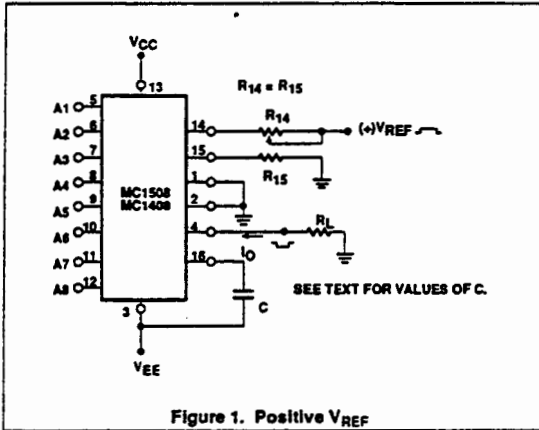 VCC
13
R14 = R15
A1 5
A2 6
A3 7
A4 8
A5 9
A6 10
A7 11
A8 12
MC1508
MC1408
14
15
1
2
4
16
3
R14
(+)VREF
R15
RL
IO
C
SEE TEXT FOR VALUES OF C.
VEE
Figure 1. Positive VREF